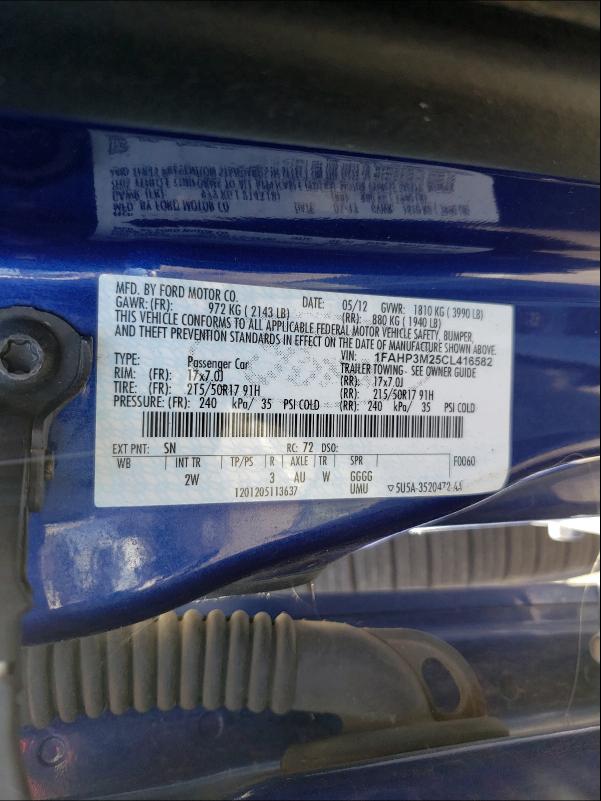 MFD. BY FORD MOTOR CO. DATE: 05/12 GVWR: 1810 KG ( 3990 LB)
GAWR: (FR): 972 KG ( 2143 LB) (RR): 880 KG ( 1940 LB)
THIS VEHICLE CONFORMS TO ALL APPLICABLE FEDERAL MOTOR VEHICLE SAFETY, BUMPER,
AND THEFT PREVENTION STANDARDS IN EFFECT ON THE DATE OF MANUFACTURE SHOWN ABOVE.
VIN: 1FAHP3M25CL416582
TYPE: Passenger Car TRAILER TOWING - SEE OWNER GUIDE
RIM: (FR): 17x7.0J (RR): 17x7.0J
TIRE: (FR): 215/50R17 91H (RR): 215/50R17 91H
PRESSURE: (FR): 240 kPa/ 35 PSI COLD (RR): 240 kPa/ 35 PSI COLD
EXT PNT: SN RC: 72 DSO: F0060
WB INT TR TP/PS R AXLE TR SPR
2W 3 AU W GGGG
1201205113637 UMU 5U5A-3520472-AA